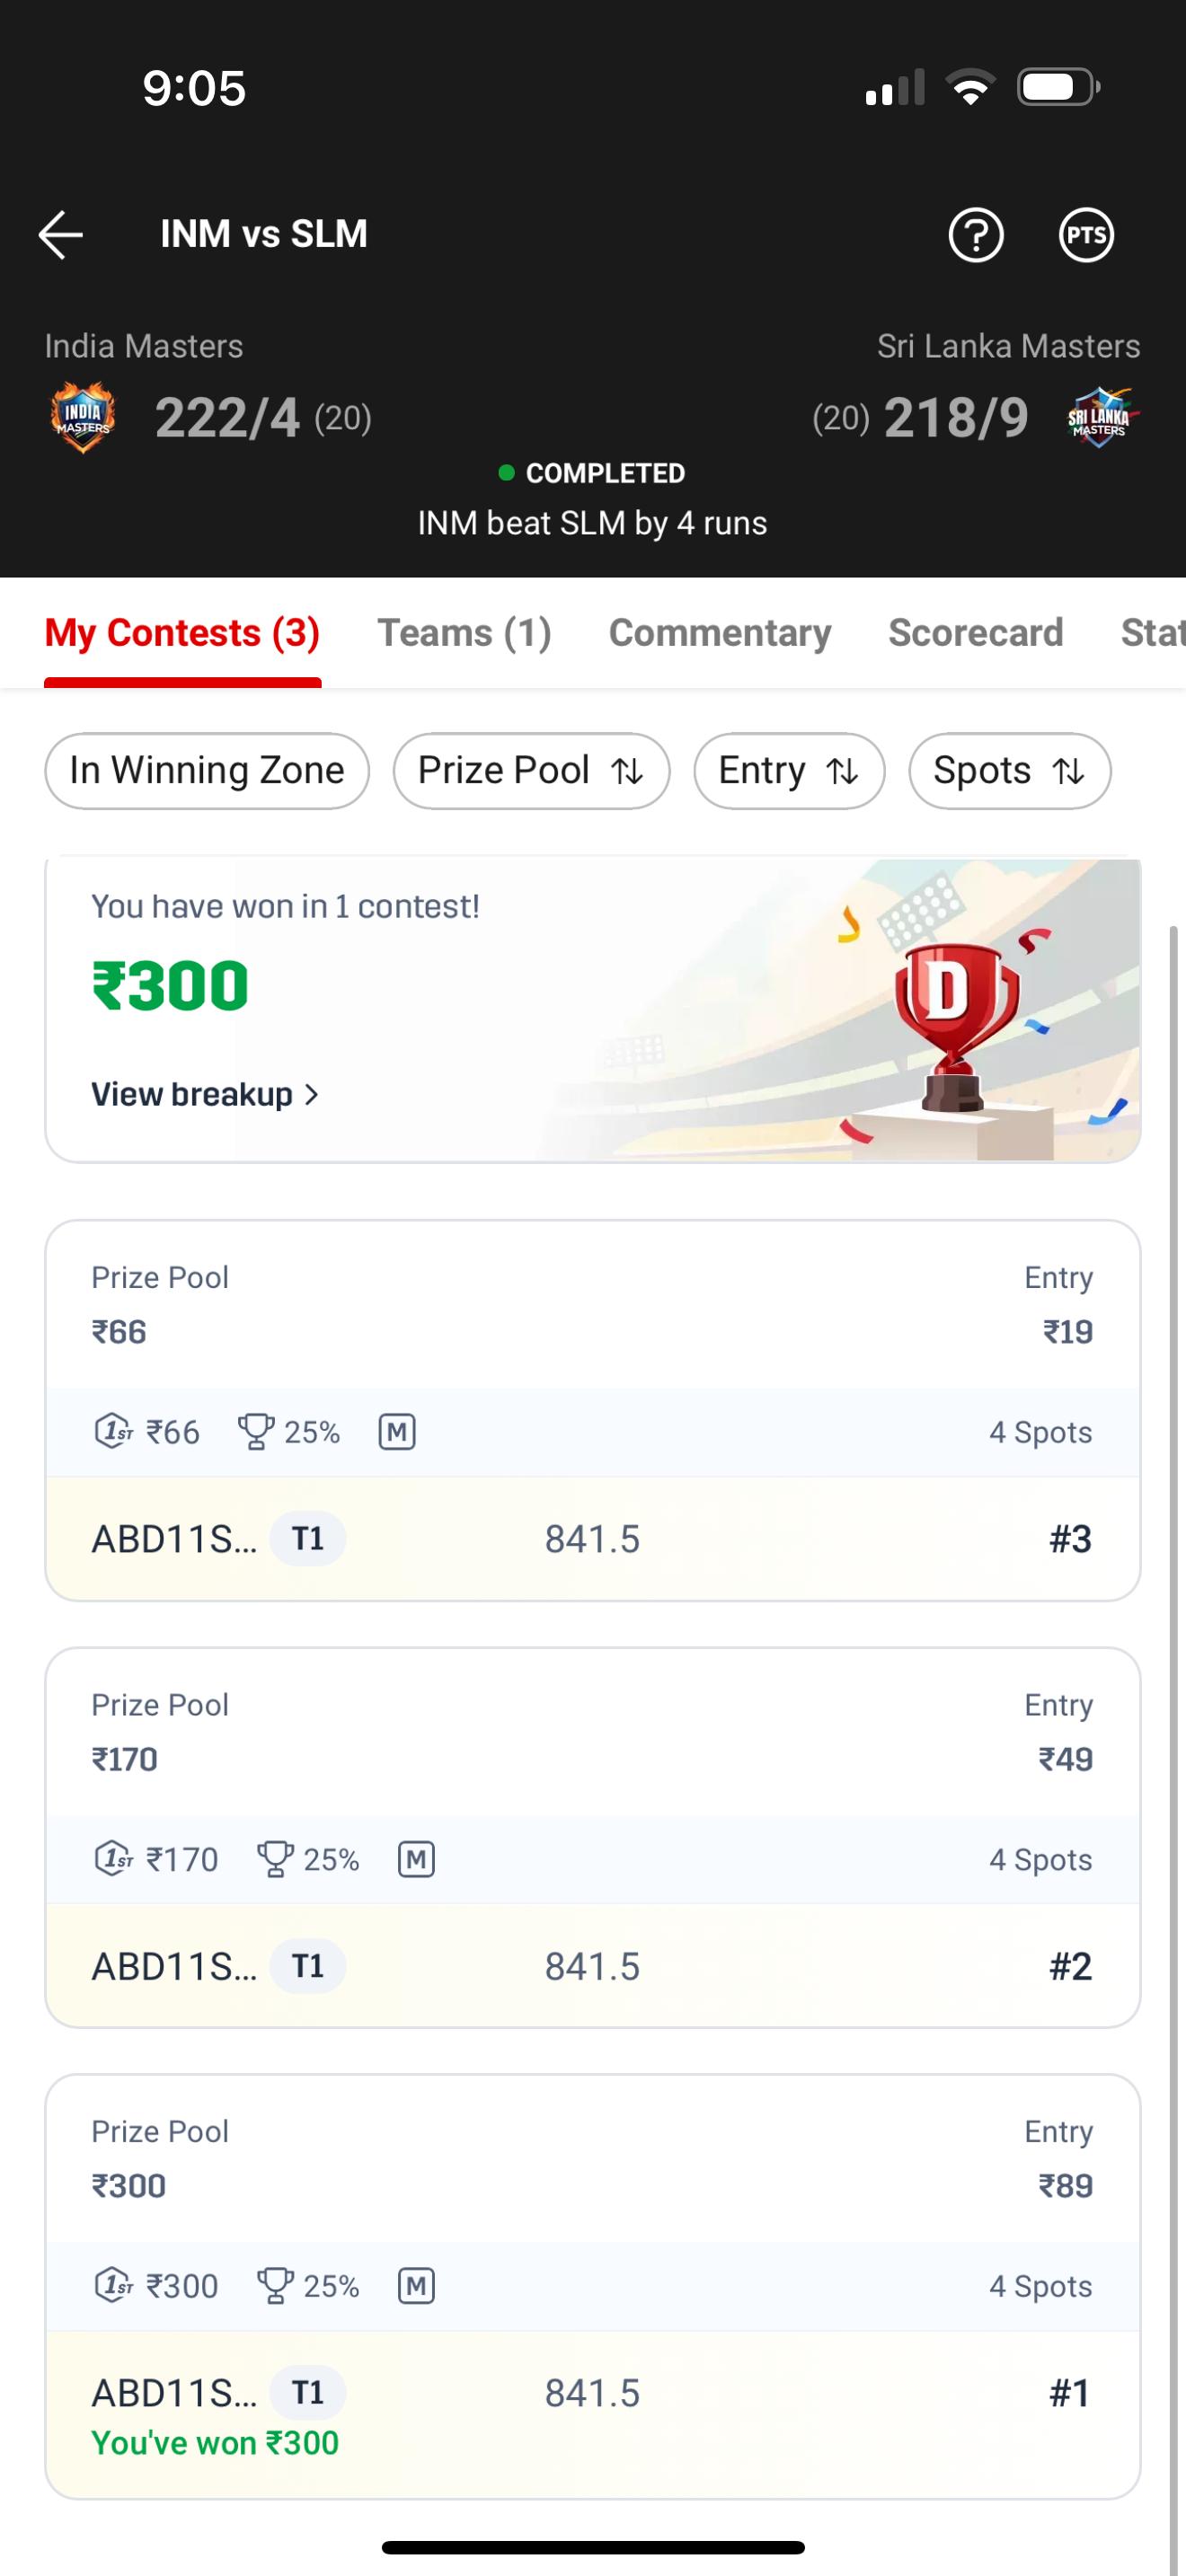 9:05
INM vs SLM
PTS
India Masters
Sri Lanka Masters
INDIA
MASTERS
222/4 (20)
(20) 218/9
SRI LANKA
MASTERS
COMPLETED
INM beat SLM by 4 runs
My Contests (3)
Teams (1)
Commentary
Scorecard
Stat
In Winning Zone
Prize Pool
Entry
Spots
You have won in 1 contest!
₹300
View breakup
D
Prize Pool
Entry
₹66
₹19
1ST ₹66
25%
M
4 Spots
ABD11S... T1
841.5
#3
Prize Pool
Entry
₹170
₹49
1ST ₹170
25%
M
4 Spots
ABD11S... T1
841.5
#2
Prize Pool
Entry
₹300
₹89
1ST ₹300
25%
M
4 Spots
ABD11S... T1
841.5
#1
You've won ₹300